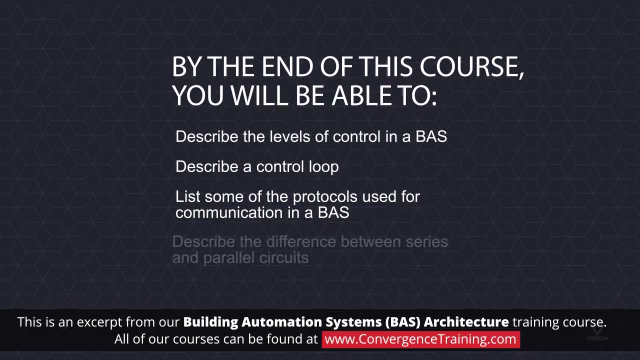 BY THE END OF THIS COURSE,
YOU WILL BE ABLE TO:
Describe the levels of control in a BAS
Describe a control loop
List some of the protocols used for
communication in a BAS
Describe the difference between series
and parallel circuits
This is an excerpt from our Building Automation Systems (BAS) Architecture training course.
All of our courses can be found at www.ConvergenceTraining.com